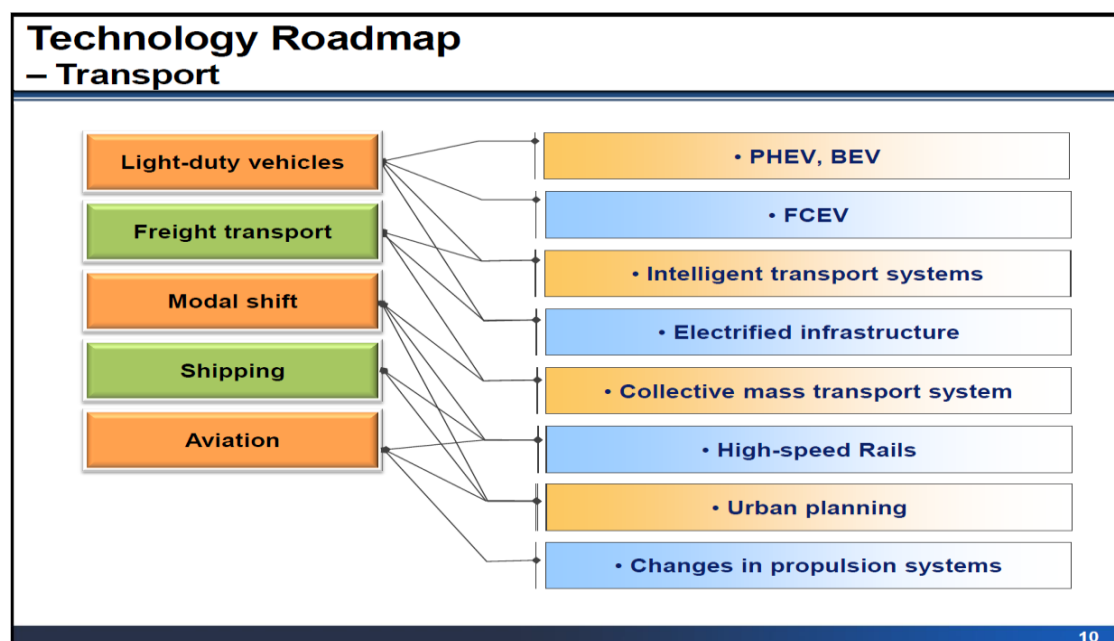 Technology Roadmap
– Transport
Light-duty vehicles
Freight transport
Modal shift
Shipping
Aviation
• PHEV, BEV
• FCEV
• Intelligent transport systems
• Electrified infrastructure
• Collective mass transport system
• High-speed Rails
• Urban planning
• Changes in propulsion systems